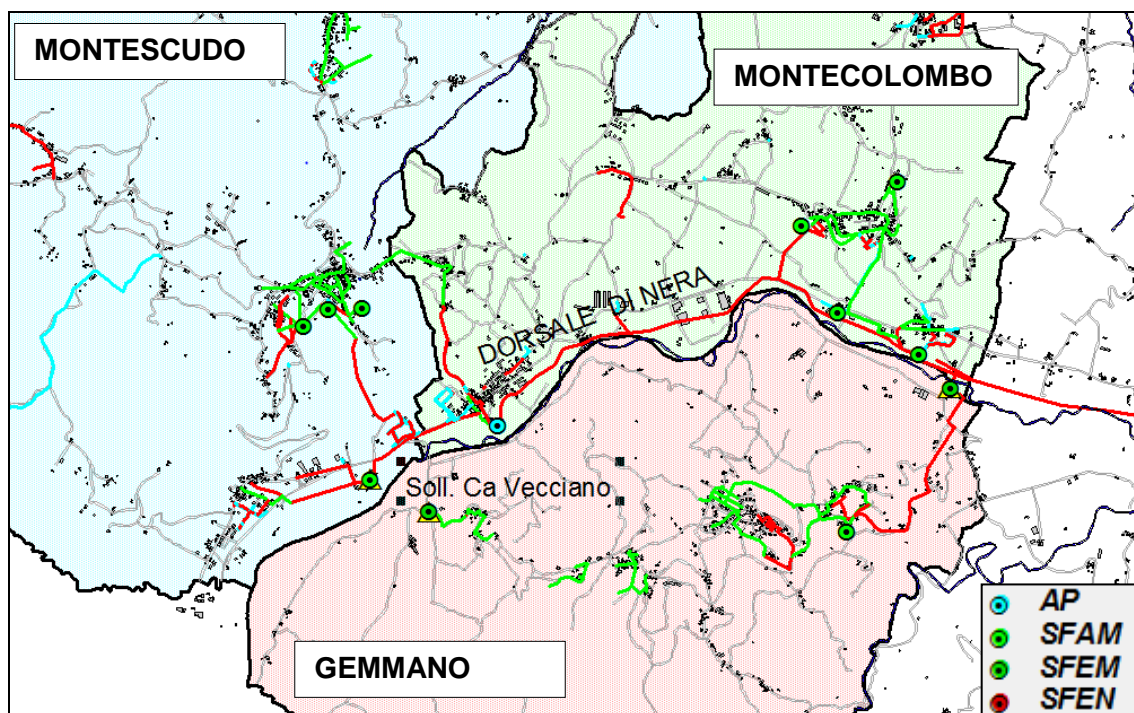 MONTESCUDO
MONTECOLOMBO
DORSALE DI NERA
Soll. Ca Vecciano
GEMMANO
AP
SFAM
SFEM
SFEN